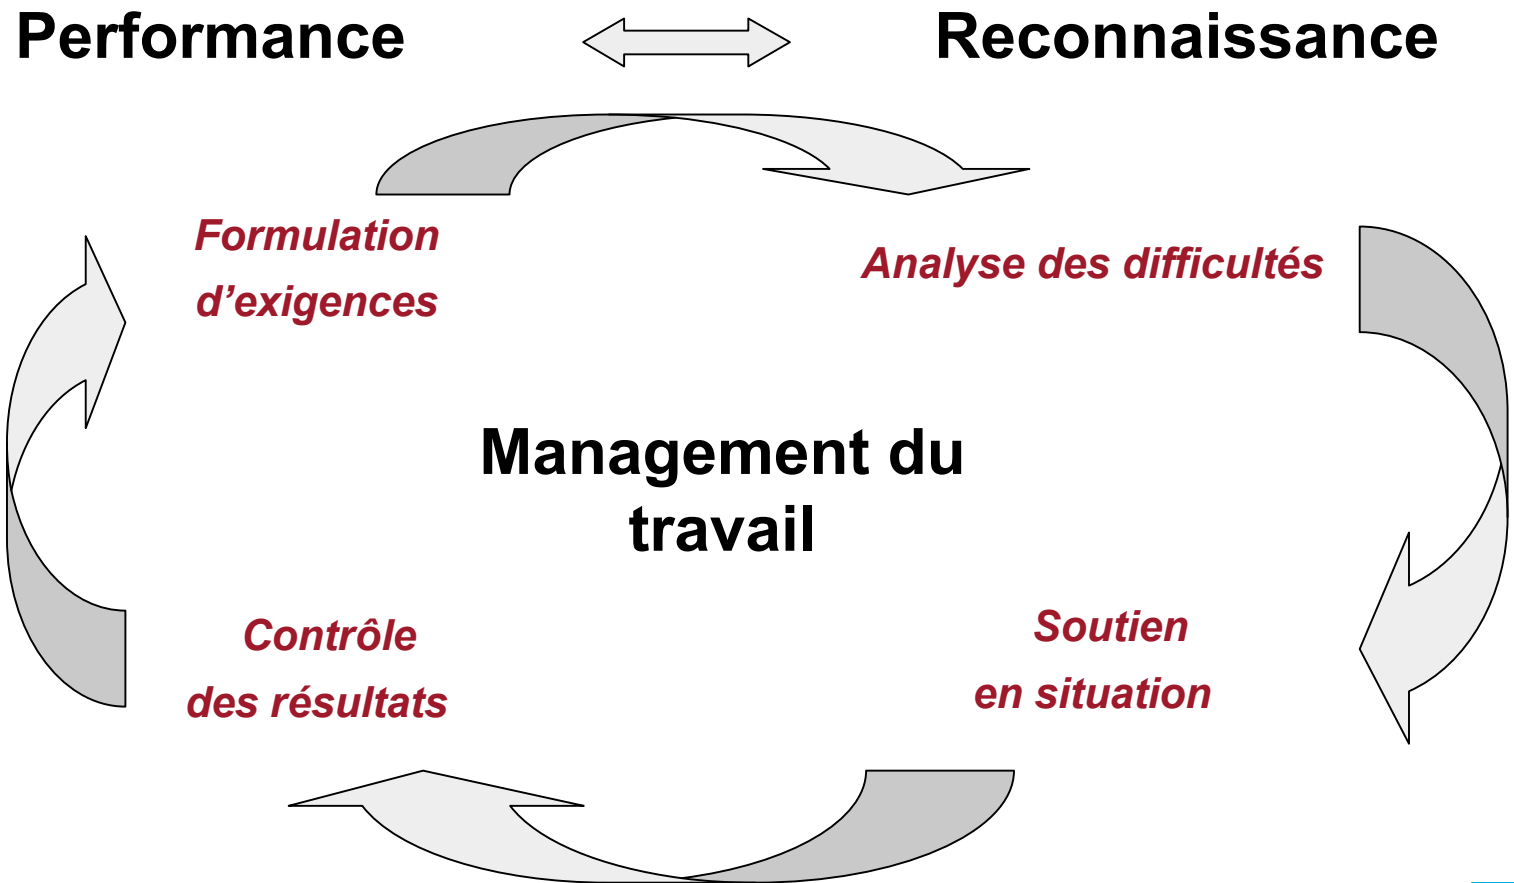 Performance
Reconnaissance
Formulation
d’exigences
Analyse des difficultés
Management du
travail
Contrôle
des résultats
Soutien
en situation